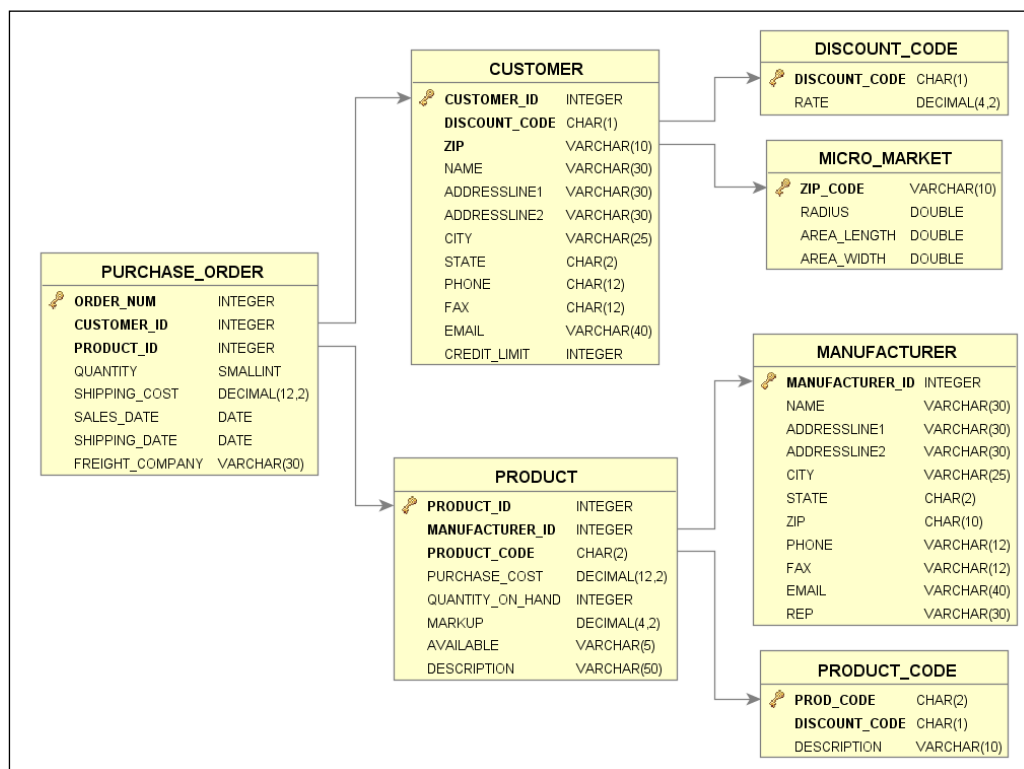 PURCHASE_ORDER
ORDER_NUM INTEGER
CUSTOMER_ID INTEGER
PRODUCT_ID INTEGER
QUANTITY SMALLINT
SHIPPING_COST DECIMAL(12,2)
SALES_DATE DATE
SHIPPING_DATE DATE
FREIGHT_COMPANY VARCHAR(30)
CUSTOMER
CUSTOMER_ID INTEGER
DISCOUNT_CODE CHAR(1)
ZIP VARCHAR(10)
NAME VARCHAR(30)
ADDRESSLINE1 VARCHAR(30)
ADDRESSLINE2 VARCHAR(30)
CITY VARCHAR(25)
STATE CHAR(2)
PHONE CHAR(12)
FAX CHAR(12)
EMAIL VARCHAR(40)
CREDIT_LIMIT INTEGER
PRODUCT
PRODUCT_ID INTEGER
MANUFACTURER_ID INTEGER
PRODUCT_CODE CHAR(2)
PURCHASE_COST DECIMAL(12,2)
QUANTITY_ON_HAND INTEGER
MARKUP DECIMAL(4,2)
AVAILABLE VARCHAR(5)
DESCRIPTION VARCHAR(50)
DISCOUNT_CODE
DISCOUNT_CODE CHAR(1)
RATE DECIMAL(4,2)
MICRO_MARKET
ZIP_CODE VARCHAR(10)
RADIUS DOUBLE
AREA_LENGTH DOUBLE
AREA_WIDTH DOUBLE
MANUFACTURER
MANUFACTURER_ID INTEGER
NAME VARCHAR(30)
ADDRESSLINE1 VARCHAR(30)
ADDRESSLINE2 VARCHAR(30)
CITY VARCHAR(25)
STATE CHAR(2)
ZIP CHAR(10)
PHONE VARCHAR(12)
FAX VARCHAR(12)
EMAIL VARCHAR(40)
REP VARCHAR(30)
PRODUCT_CODE
PROD_CODE CHAR(2)
DISCOUNT_CODE CHAR(1)
DESCRIPTION VARCHAR(10)